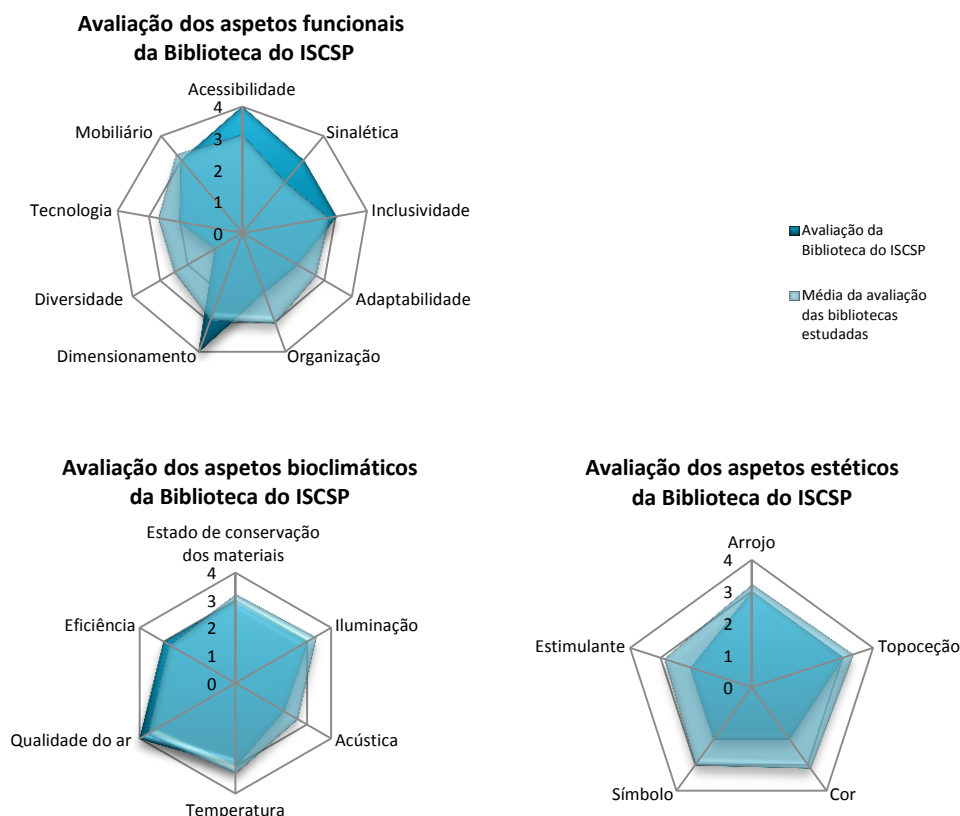 Avaliação dos aspetos funcionais
da Biblioteca do ISCSP
Acessibilidade
4
3
2
1
0
Sinalética
Inclusividade
Adaptabilidade
Organização
Dimensionamento
Diversidade
Tecnologia
Mobiliário
Avaliação da
Biblioteca do ISCSP
Média da avaliação
das bibliotecas
estudadas
Avaliação dos aspetos bioclimáticos
da Biblioteca do ISCSP
Estado de conservação
dos materiais
4
3
2
1
0
Iluminação
Acústica
Temperatura
Qualidade do ar
Eficiência
Avaliação dos aspetos estéticos
da Biblioteca do ISCSP
Arrojo
4
3
2
1
0
Topoceção
Cor
Símbolo
Estimulante